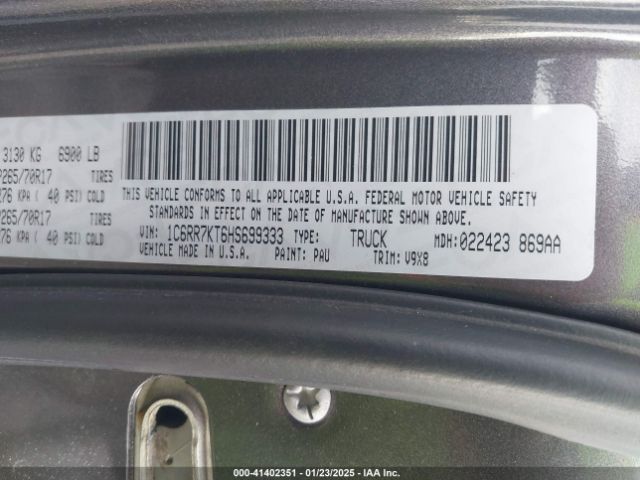 3130 KG 6900 LB
P265/70R17 TIRES
276 KPA ( 40 PSI) COLD
P265/70R17 TIRES
276 KPA ( 40 PSI) COLD
THIS VEHICLE CONFORMS TO ALL APPLICABLE U.S.A. FEDERAL MOTOR VEHICLE SAFETY
STANDARDS IN EFFECT ON THE DATE OF MANUFACTURE SHOWN ABOVE.
VIN: 1C6RR7KT6HS699333 TYPE: TRUCK MDH: 022423 869AA
VEHICLE MADE IN U.S.A. PAINT: PAU TRIM: V9X8
000-41402351 | 01/23/2025 | IAA Inc.